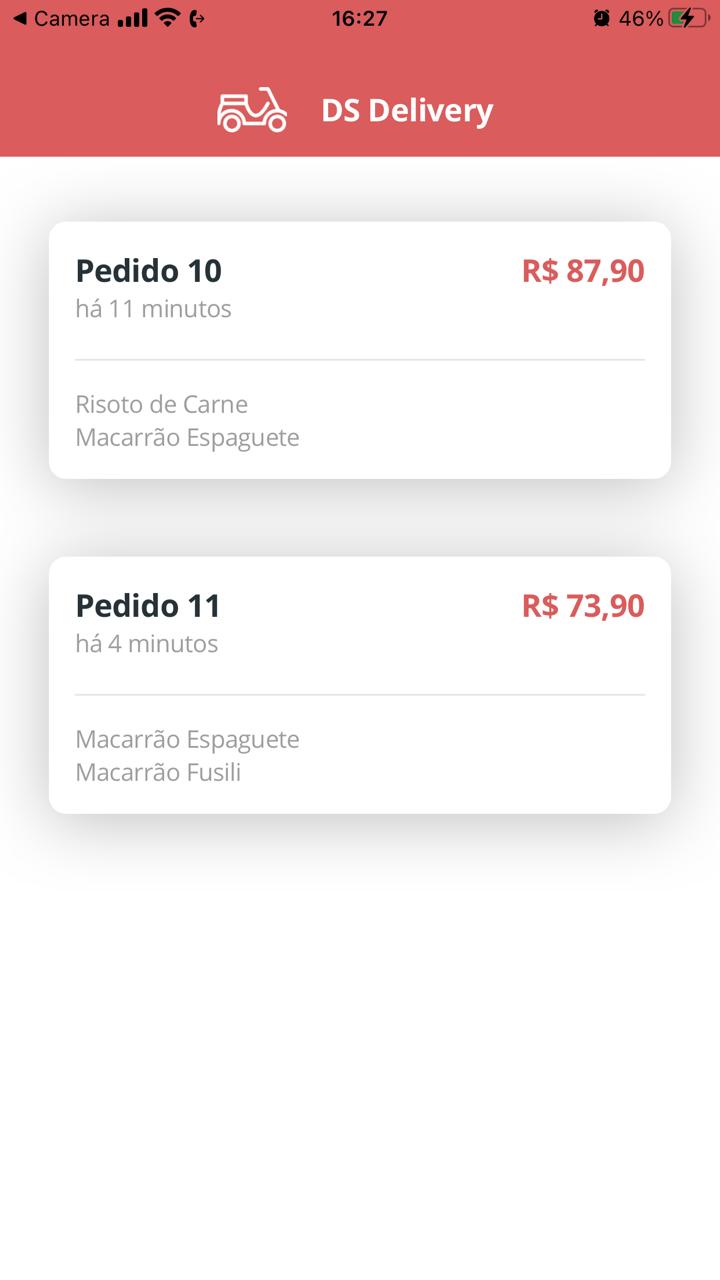 Camera 16:27 46%
DS Delivery
Pedido 10 R$ 87,90
há 11 minutos
Risoto de Carne
Macarrão Espaguete
Pedido 11 R$ 73,90
há 4 minutos
Macarrão Espaguete
Macarrão Fusili